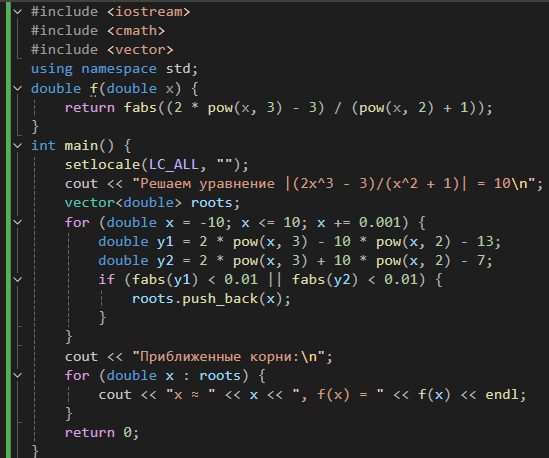 #include <iostream>
#include <cmath>
#include <vector>
using namespace std;
double f(double x) {
    return fabs((2 * pow(x, 3) - 3) / (pow(x, 2) + 1));
}
int main() {
    setlocale(LC_ALL, "");
    cout << "Решаем уравнение |(2x^3 - 3)/(x^2 + 1)| = 10\n";
    vector<double> roots;
    for (double x = -10; x <= 10; x += 0.001) {
        double y1 = 2 * pow(x, 3) - 10 * pow(x, 2) - 13;
        double y2 = 2 * pow(x, 3) + 10 * pow(x, 2) - 7;
        if (fabs(y1) < 0.01 || fabs(y2) < 0.01) {
            roots.push_back(x);
        }
    }
    cout << "Приближенные корни:\n";
    for (double x : roots) {
        cout << "x ≈ " << x << ", f(x) = " << f(x) << endl;
    }
    return 0;
}